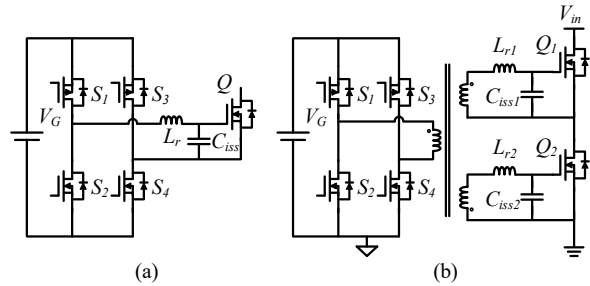 V_G
S_1
S_3
S_2
S_4
L_r
C_iss
Q
(a)
V_G
S_1
S_3
S_2
S_4
V_in
L_r1
Q_1
C_iss1
L_r2
Q_2
C_iss2
(b)